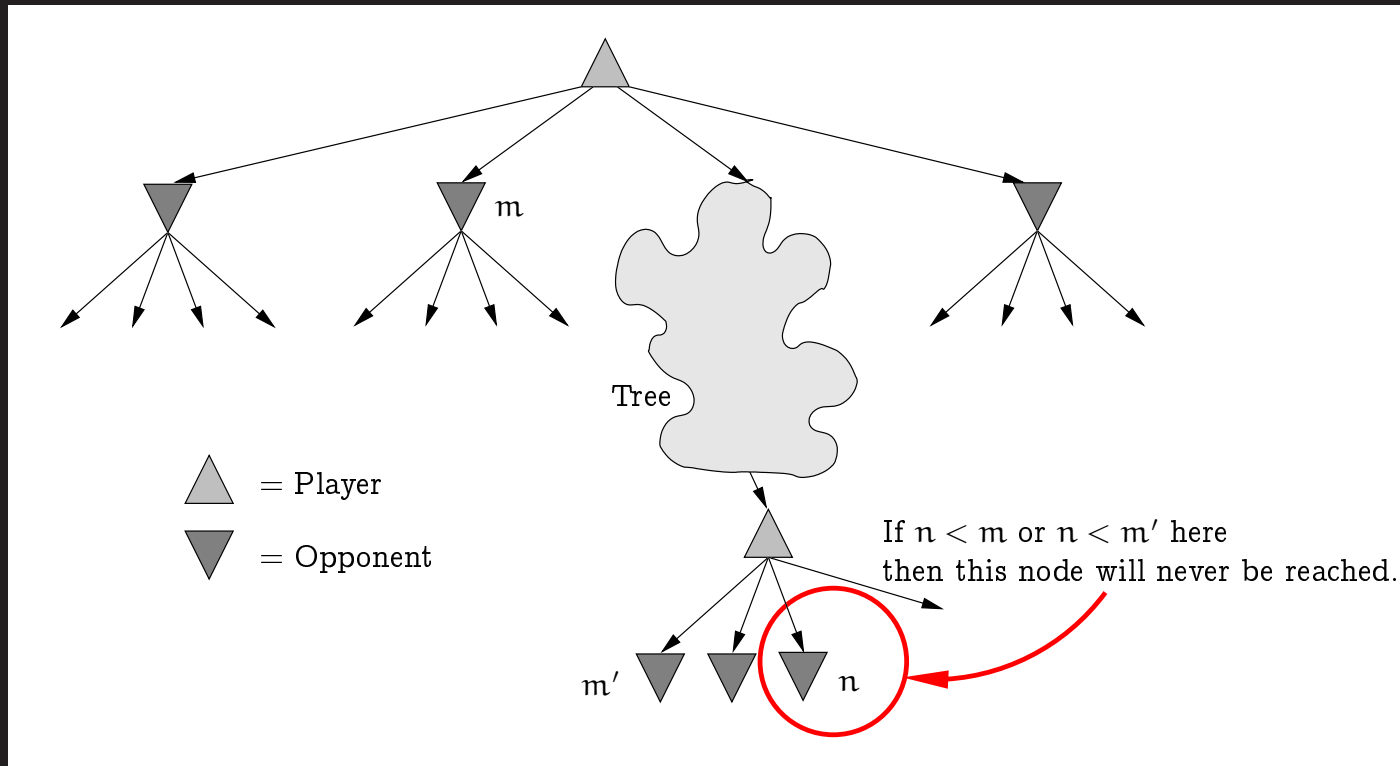 m
Tree
= Player
= Opponent
If n < m or n < m′ here
then this node will never be reached.
m′
n